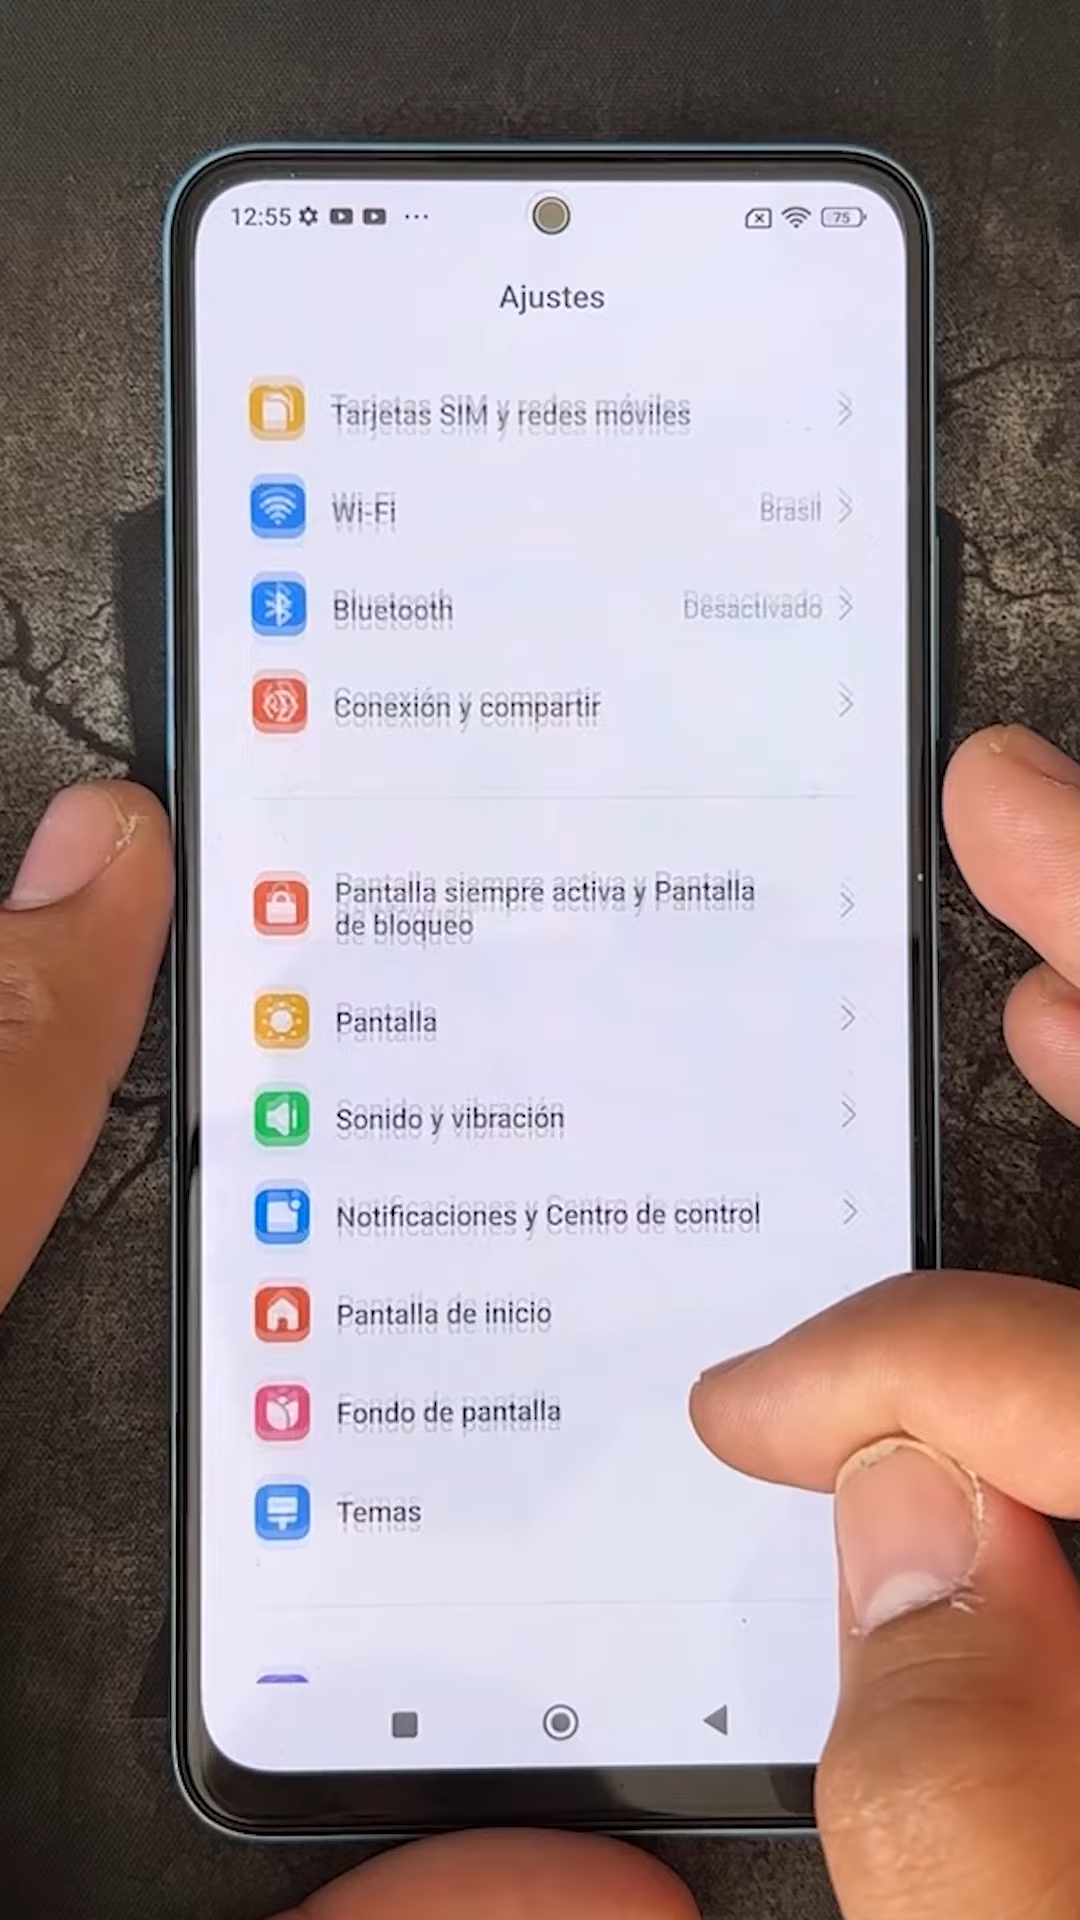 12:55 ... 75
Ajustes
Tarjetas SIM y redes móviles
Wi-Fi Brasil
Bluetooth Desactivado
Conexión y compartir
Pantalla siempre activa y Pantalla
de bloqueo
Pantalla
Sonido y vibración
Notificaciones y Centro de control
Pantalla de inicio
Fondo de pantalla
Temas